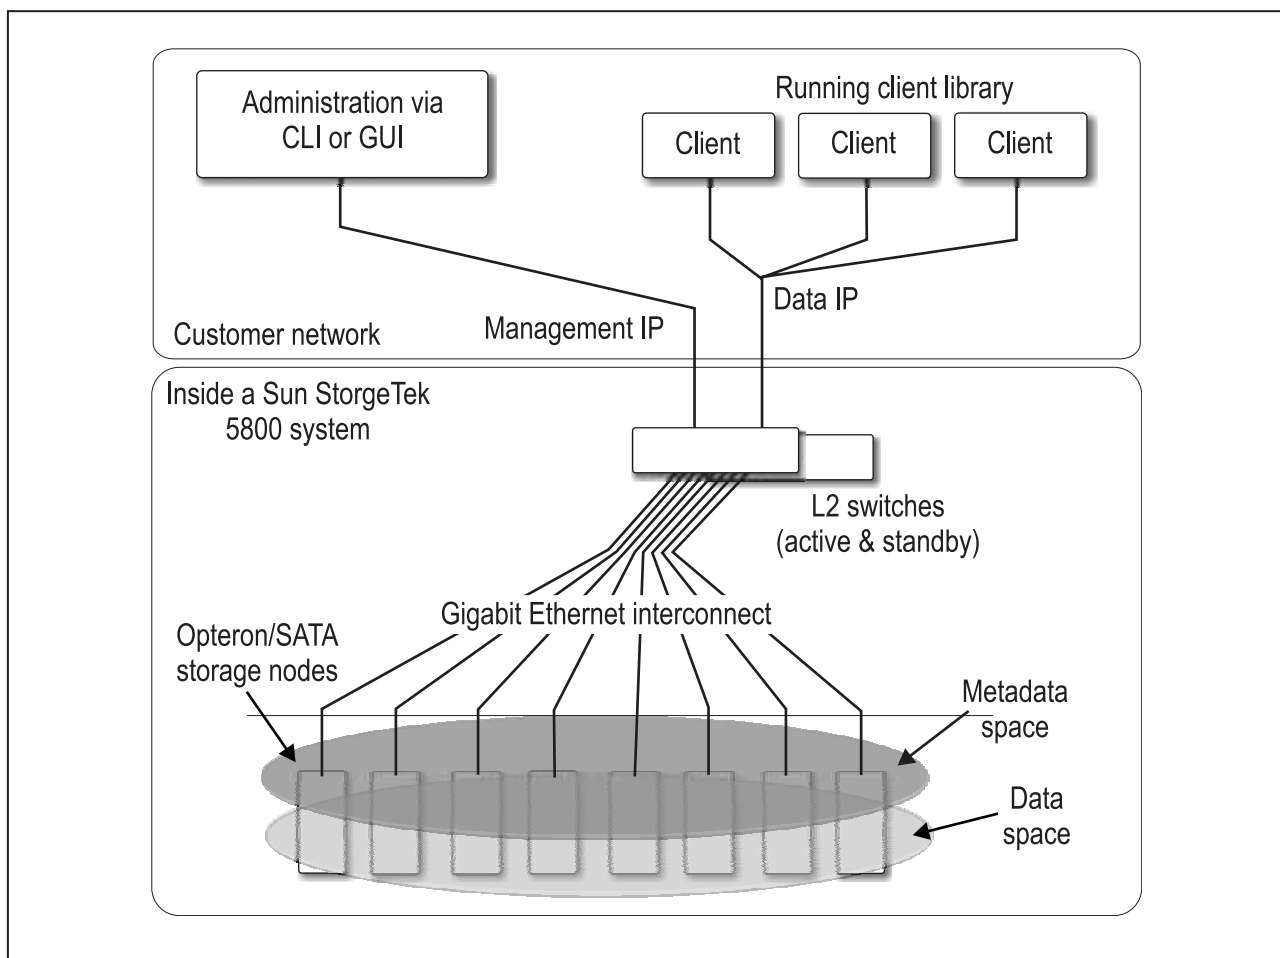 Administration via
CLI or GUI
Running client library
Client
Client
Client
Data IP
Management IP
Customer network
Inside a Sun StorgeTek
5800 system
L2 switches
(active & standby)
Gigabit Ethernet interconnect
Opteron/SATA
storage nodes
Metadata
space
Data
space